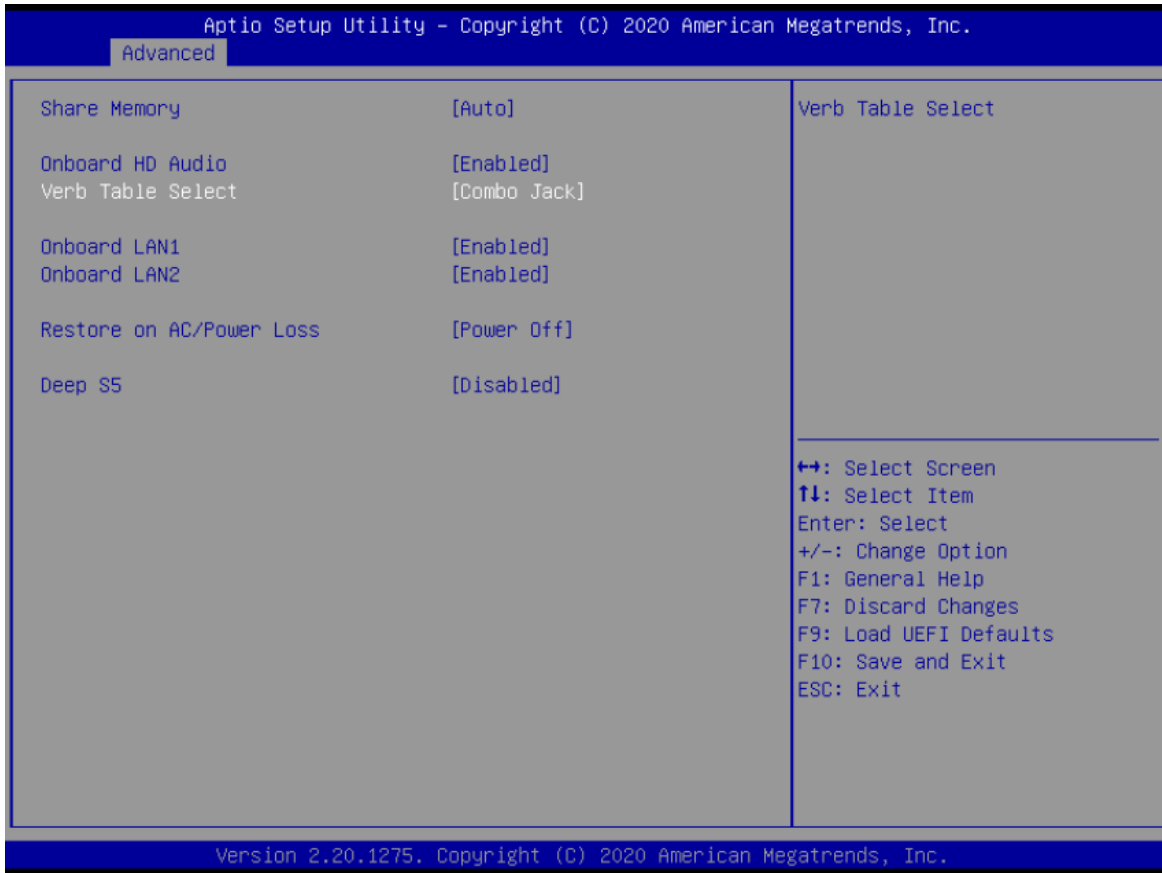 Aptio Setup Utility – Copyright (C) 2020 American Megatrends, Inc.
Advanced
Share Memory [Auto]
Onboard HD Audio [Enabled]
Verb Table Select [Combo Jack]
Onboard LAN1 [Enabled]
Onboard LAN2 [Enabled]
Restore on AC/Power Loss [Power Off]
Deep S5 [Disabled]
Verb Table Select
↔: Select Screen
↑↓: Select Item
Enter: Select
+/-: Change Option
F1: General Help
F7: Discard Changes
F9: Load UEFI Defaults
F10: Save and Exit
ESC: Exit
Version 2.20.1275. Copyright (C) 2020 American Megatrends, Inc.